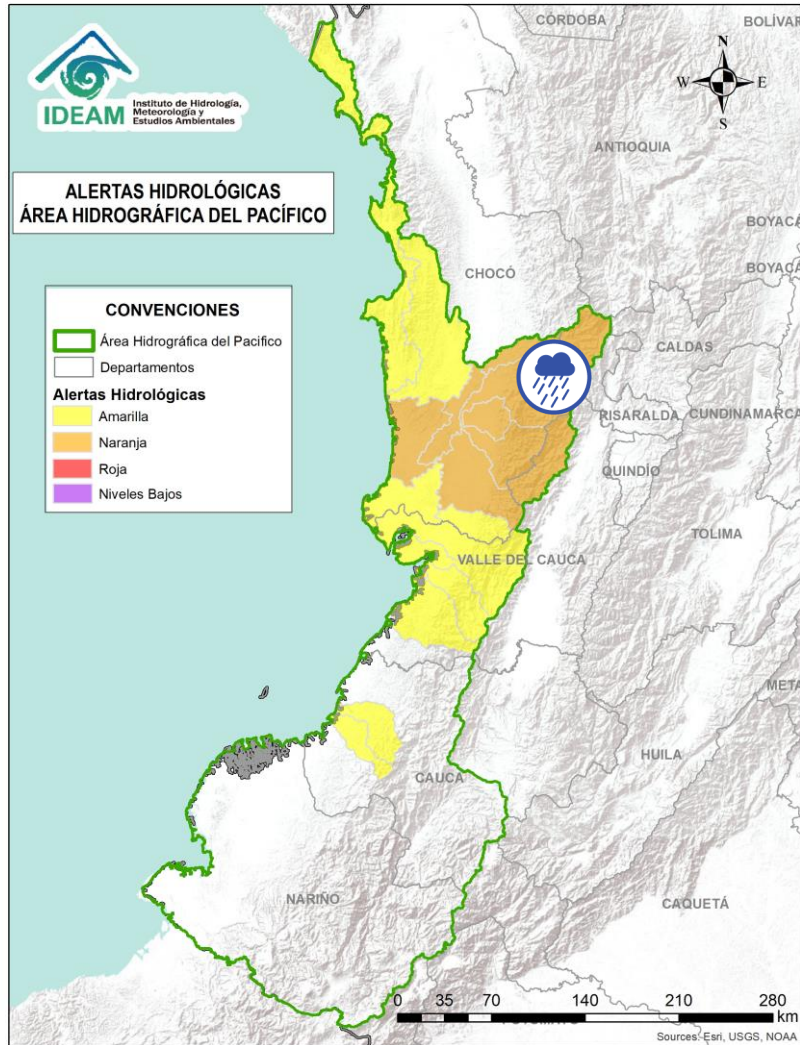 CÓRDOBA
BOLÍVAR
IDEAM
Instituto de Hidrología,
Meteorología y
Estudios Ambientales
N
W
E
S
ANTIOQUIA
ALERTAS HIDROLÓGICAS
ÁREA HIDROGRÁFICA DEL PACÍFICO
BOYACÁ
CHOCÓ
BOYACÁ
CONVENCIONES
Área Hidrográfica del Pacifico
Departamentos
Alertas Hidrológicas
Amarilla
Naranja
Roja
Niveles Bajos
CALDAS
RISARALDA
CUNDINAMARCA
QUINDÍO
TOLIMA
VALLE DEL CAUCA
META
HUILA
CAUCA
NARIÑO
CAQUETÁ
0 35 70 140 210 280
km
Sources: Esri, USGS, NOAA